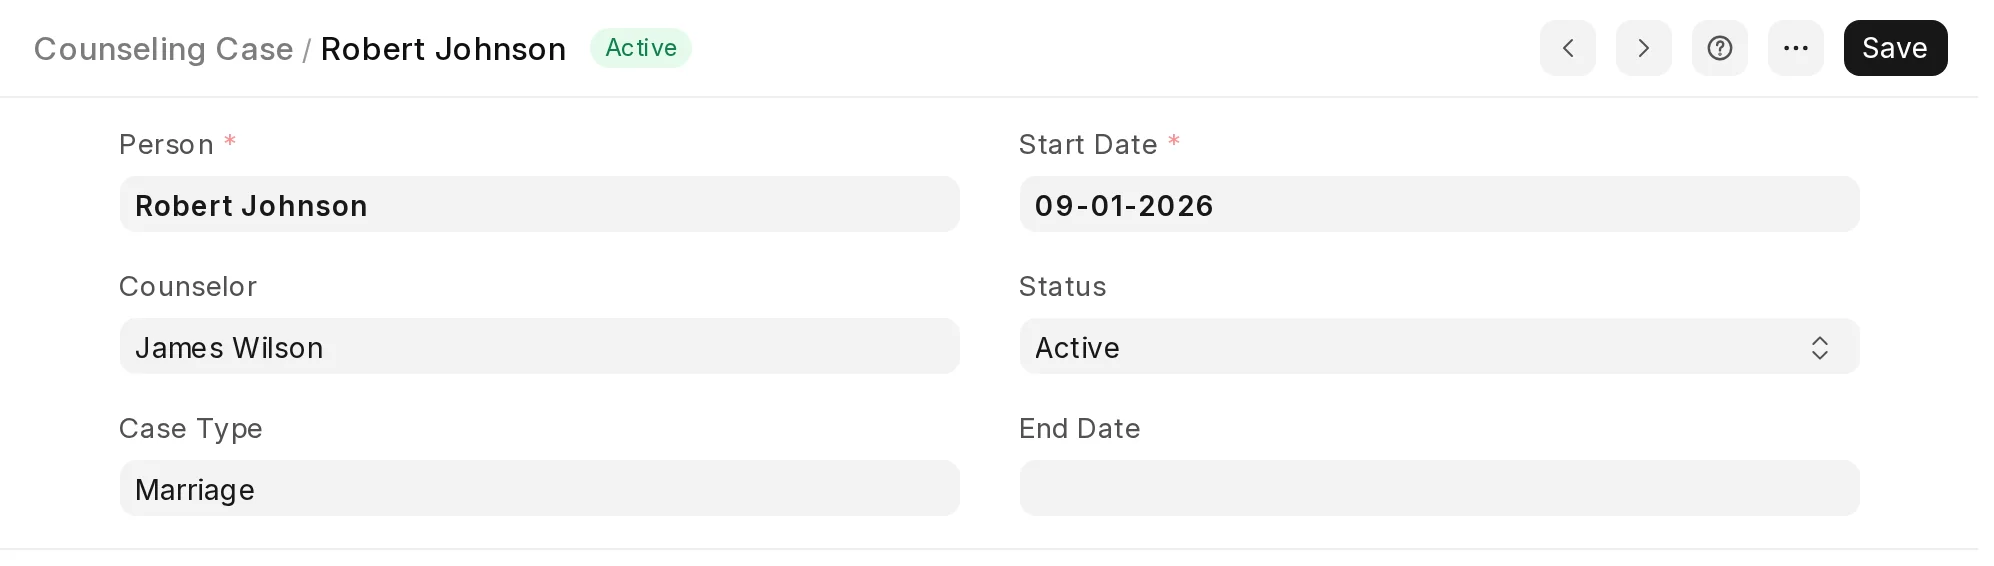 Counseling Case / Robert Johnson Active Save
Person * Start Date *
Robert Johnson 09-01-2026
Counselor Status
James Wilson Active
Case Type End Date
Marriage